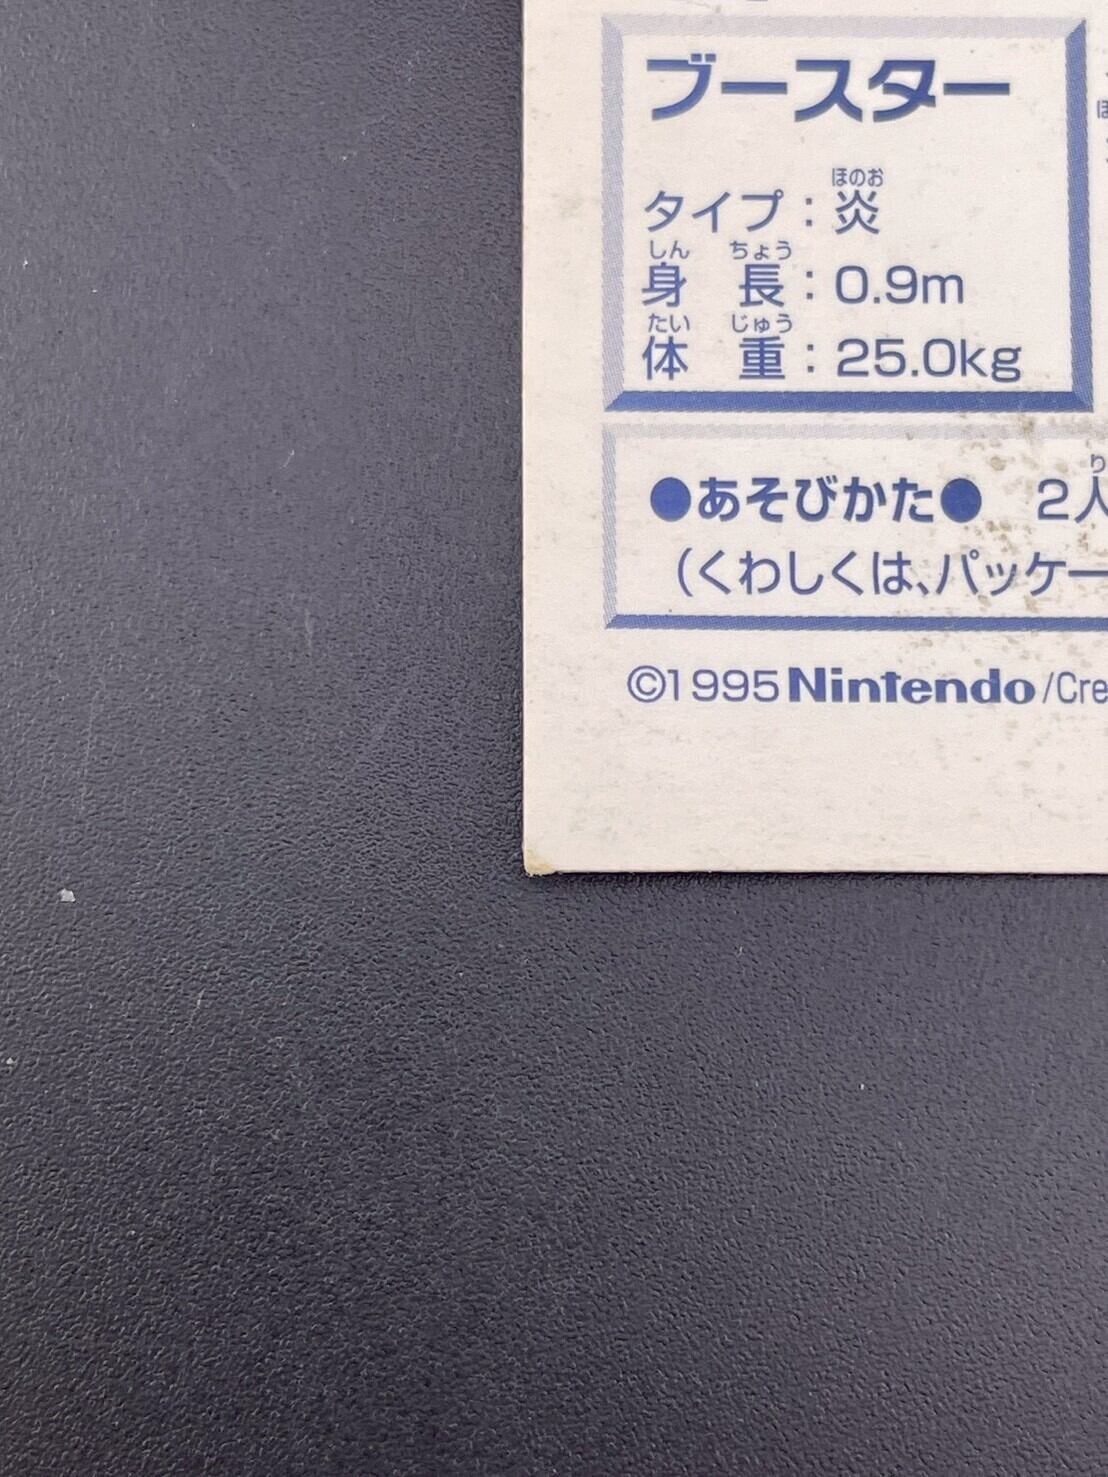 ブースター
ほのお
タイプ：炎
しん ちょう
身 長：0.9m
たい じゅう
体 重：25.0kg
●あそびかた● 2人
（くわしくは、パッケー
©1995 Nintendo/Cre